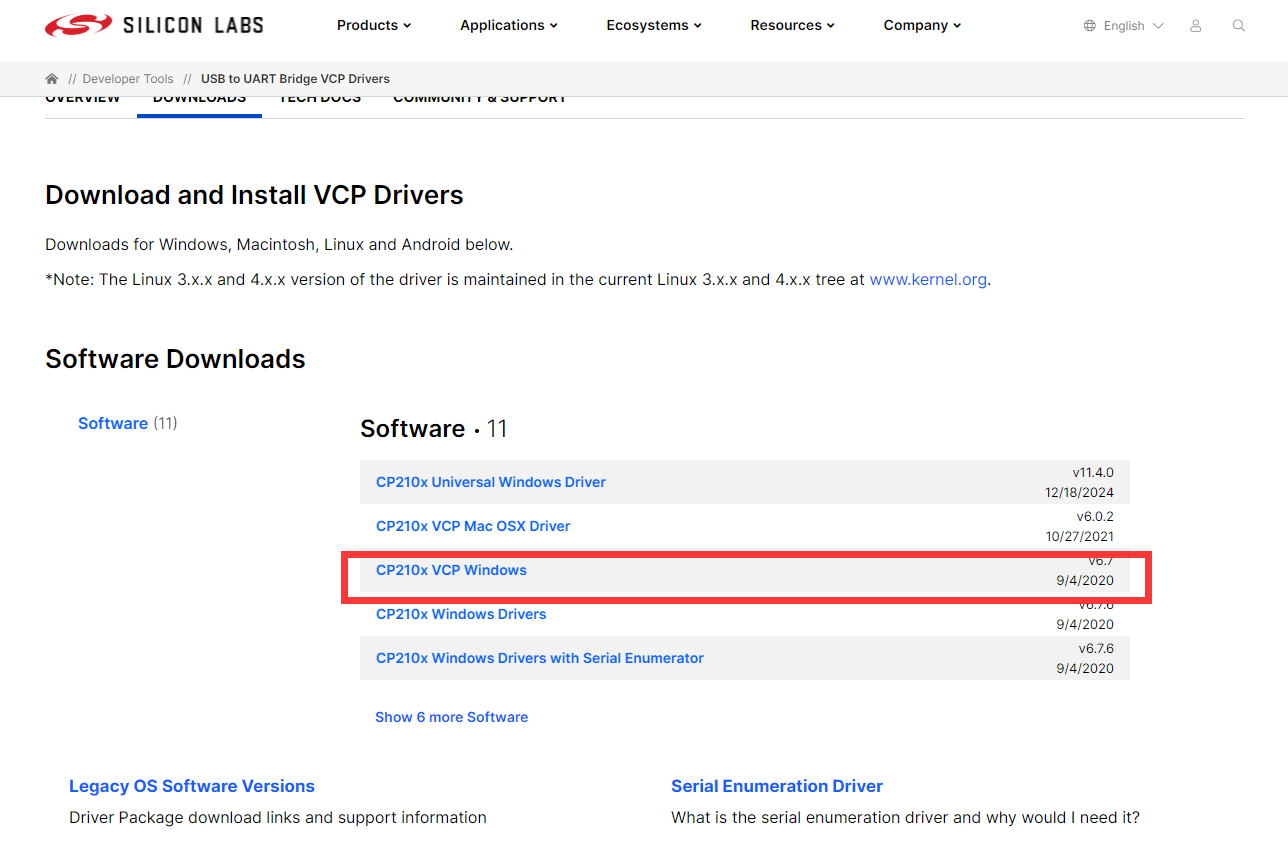 SILICON LABS
Products
Applications
Ecosystems
Resources
Company
English
// Developer Tools // USB to UART Bridge VCP Drivers
OVERVIEW DOWNLOADS TECH DOCS COMMUNITY & SUPPORT
Download and Install VCP Drivers
Downloads for Windows, Macintosh, Linux and Android below.
*Note: The Linux 3.x.x and 4.x.x version of the driver is maintained in the current Linux 3.x.x and 4.x.x tree at www.kernel.org.
Software Downloads
Software (11)
Software • 11
CP210x Universal Windows Driver
v11.4.0
12/18/2024
CP210x VCP Mac OSX Driver
v6.0.2
10/27/2021
CP210x VCP Windows
v6.7
9/4/2020
CP210x Windows Drivers
v6.7.6
9/4/2020
CP210x Windows Drivers with Serial Enumerator
v6.7.6
9/4/2020
Show 6 more Software
Legacy OS Software Versions
Driver Package download links and support information
Serial Enumeration Driver
What is the serial enumeration driver and why would I need it?